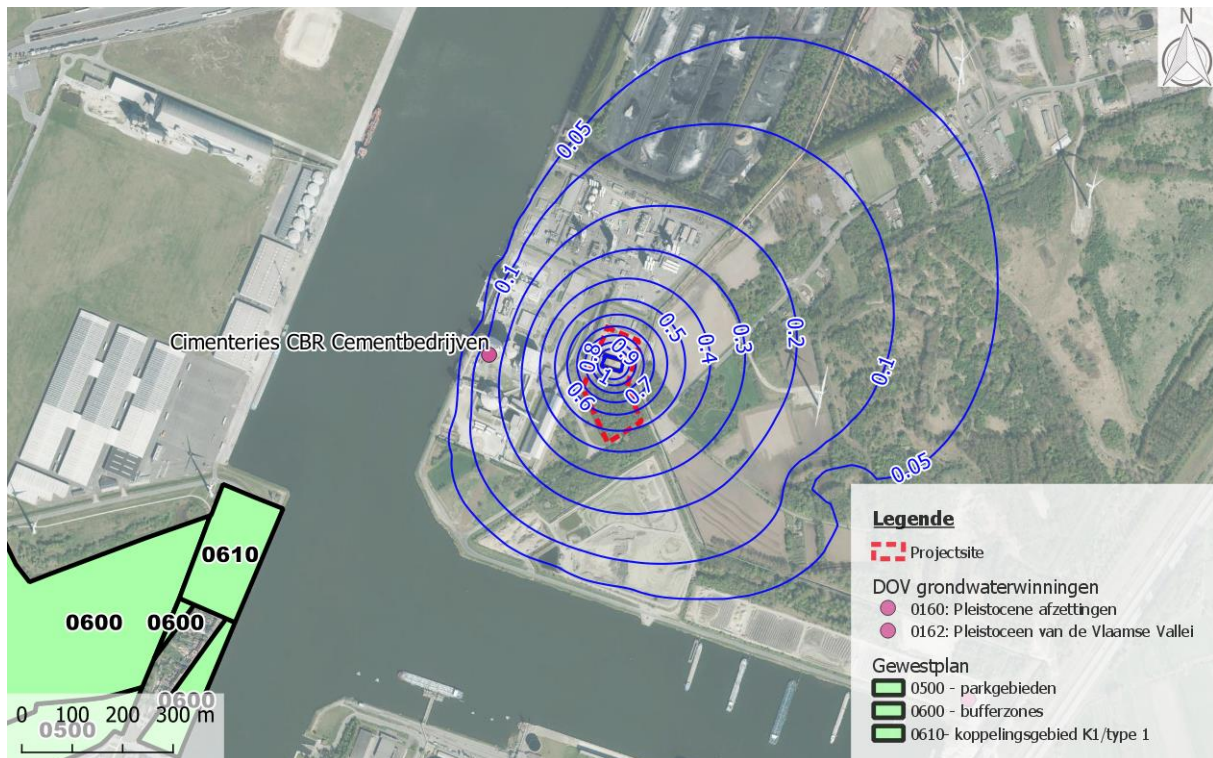 N
0.05
0.1
Cimenteries CBR Cementbedrijven
0.8
0.9
1
0.5
0.4
0.3
0.2
0.6
0.7
0.1
0.05
0610
0600
0600
0600
0500
0 100 200 300 m
Legende
Projectsite
DOV grondwaterwinningen
0160: Pleistocene afzettingen
0162: Pleistoceen van de Vlaamse Vallei
Gewestplan
0500 - parkgebieden
0600 - bufferzones
0610- koppelingsgebied K1/type 1